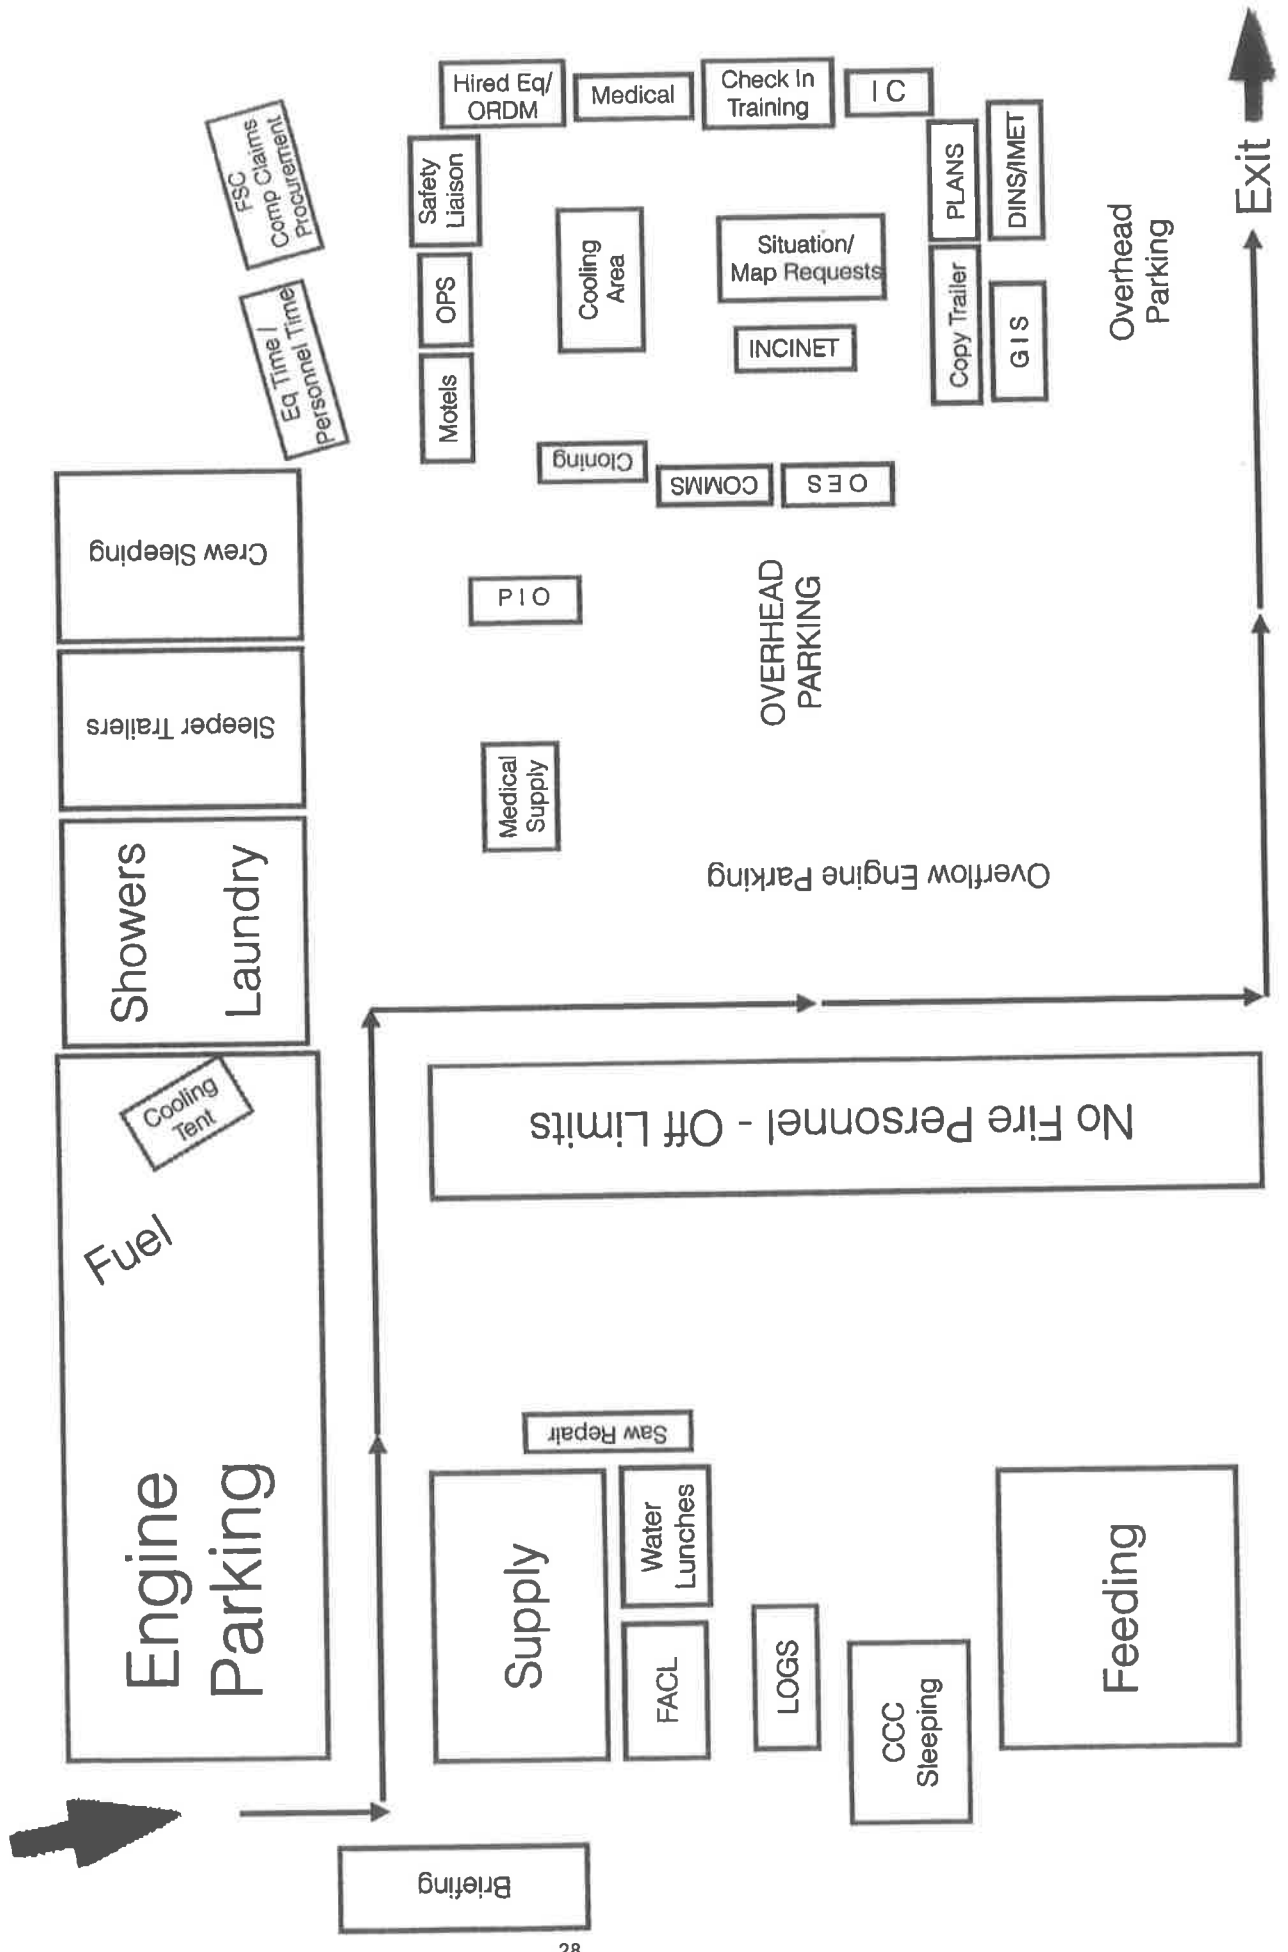 Hired Eq/
ORDM
Medical
Check In
Training
I C
FSC
Comp Claims
Procurement
Safety
Liaison
PLANS
DINS/IMET
Exit
Cooling
Area
Situation/
Map Requests
Overhead
Parking
Eq Time /
Personnel Time
OPS
INCINET
Copy Trailer
G I S
Motels
Cloning
COMMS
O E S
Crew Sleeping
P I O
OVERHEAD
PARKING
Sleeper Trailers
Medical
Supply
Showers
Laundry
Overflow Engine Parking
Cooling
Tent
No Fire Personnel - Off Limits
Fuel
Engine
Parking
Saw Repair
Supply
Water
Lunches
FACL
LOGS
CCC
Sleeping
Feeding
Briefing
28